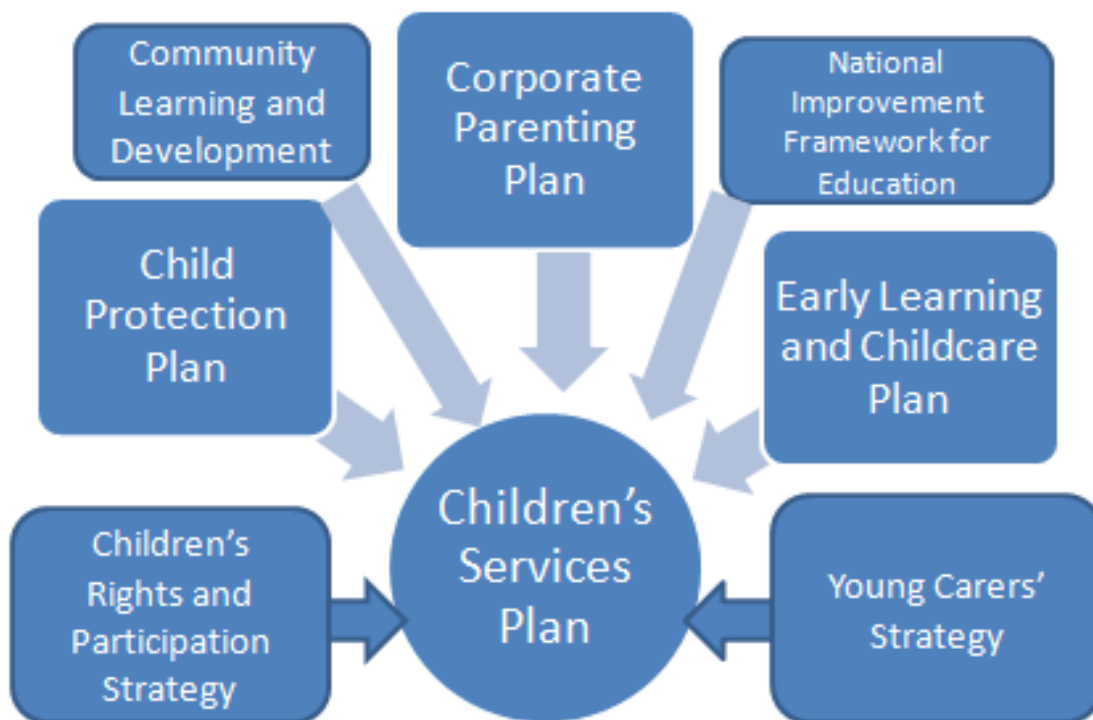 Community
Learning and
Development
Corporate
Parenting
Plan
National
Improvement
Framework for
Education
Child
Protection
Plan
Early Learning
and Childcare
Plan
Children’s
Services
Plan
Children’s
Rights and
Participation
Strategy
Young Carers’
Strategy